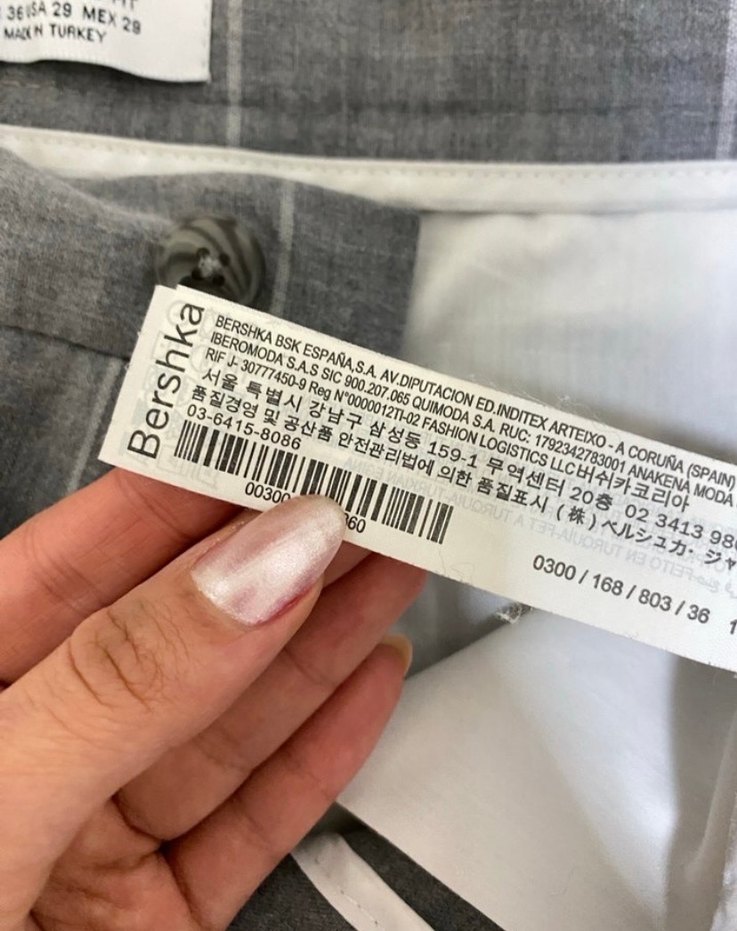 36 USA 29 MEX 29
MADE IN TURKEY
Bershka
BERSHKA BSK ESPAÑA,S.A. AV.DIPUTACION ED.INDITEX ARTEIXO - A CORUÑA (SPAIN)
IBEROMODA S.A.S SIC 900.207.065 QUIMODA S.A. RUC: 1792342783001 ANAKENA MODA
RIF J- 30777450-9 Reg N°0000012TI-02 FASHION LOGISTICS LLC버쉬카코리아
서울 특별시 강남구 삼성동 159-1 무역센터 20층 02 3413 980
품질경영 및 공산품 안전관리법에 의한 품질표시 (株) ベルシュカ・ジャ
03-6415-8086
00300 060
0300 / 168 / 803 / 36 1